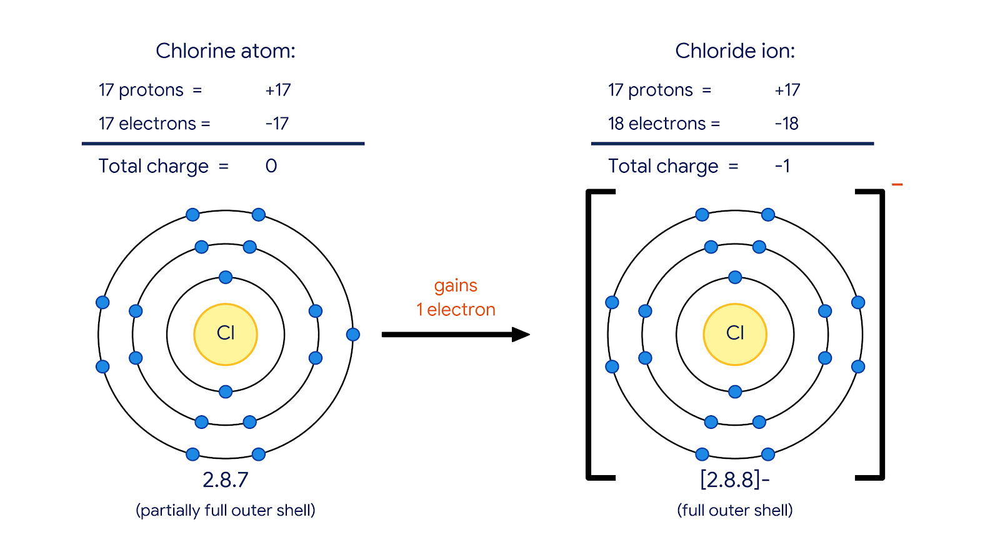 Chlorine atom:
17 protons = +17
17 electrons = -17
Total charge = 0
Cl
2.8.7
(partially full outer shell)
gains
1 electron
Chloride ion:
17 protons = +17
18 electrons = -18
Total charge = -1
–
Cl
[2.8.8]-
(full outer shell)